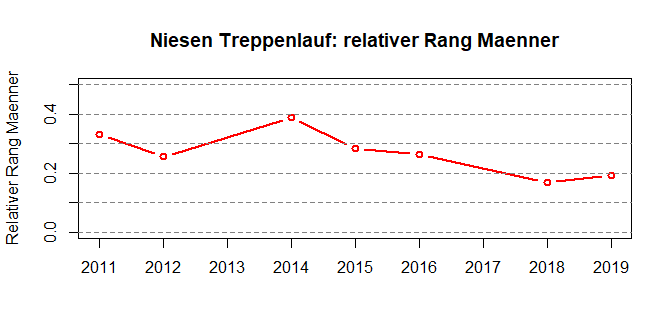 Niesen Treppenlauf: relativer Rang Maenner
Relativer Rang Maenner
0.4
0.2
0.0
2011 2012 2013 2014 2015 2016 2017 2018 2019